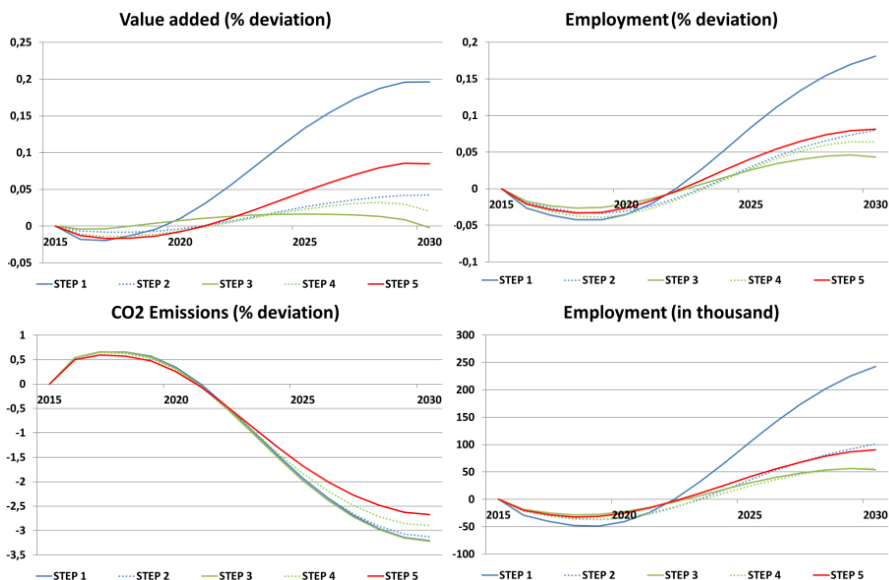 Value added (% deviation)
0,25
0,2
0,15
0,1
0,05
0
-0,05
2015 2020 2025 2030
STEP 1 STEP 2 STEP 3 STEP 4 STEP 5
Employment (% deviation)
0,2
0,15
0,1
0,05
0
-0,05
-0,1
2015 2020 2025 2030
STEP 1 STEP 2 STEP 3 STEP 4 STEP 5
CO2 Emissions (% deviation)
1
0,5
0
-0,5
-1
-1,5
-2
-2,5
-3
-3,5
2015 2020 2025 2030
STEP 1 STEP 2 STEP 3 STEP 4 STEP 5
Employment (in thousand)
300
250
200
150
100
50
0
-50
-100
2015 2020 2025 2030
STEP 1 STEP 2 STEP 3 STEP 4 STEP 5